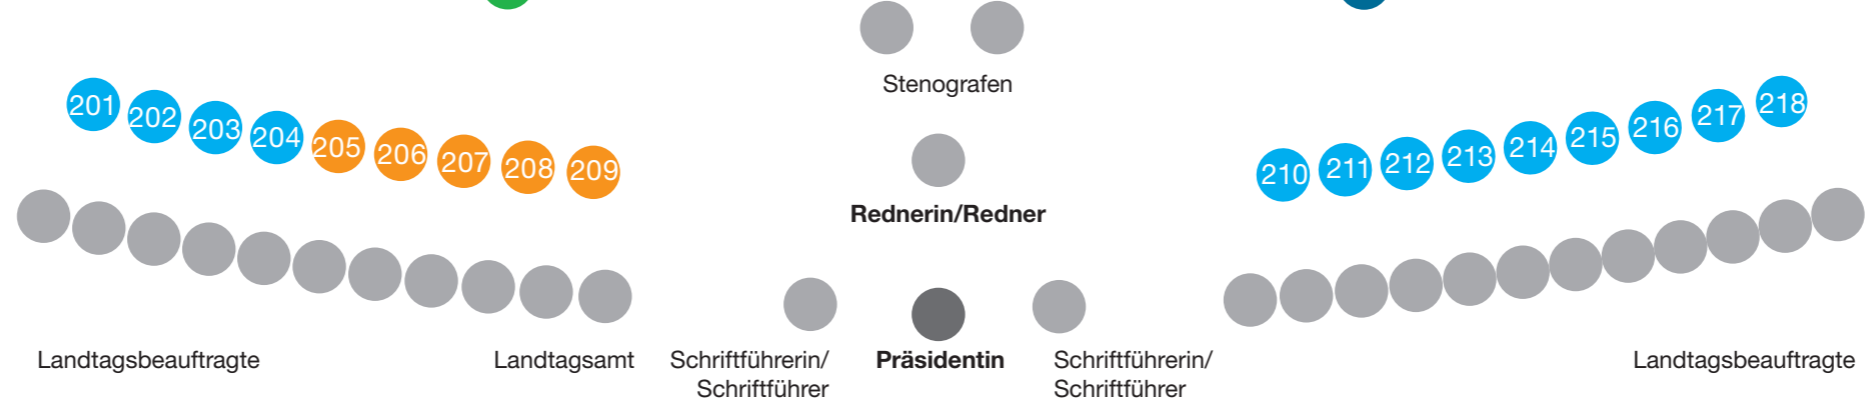 Stenografen
201 202 203 204 205 206 207 208 209
210 211 212 213 214 215 216 217 218
Rednerin/Redner
Landtagsbeauftragte
Landtagsamt
Schriftführerin/
Schriftführer
Präsidentin
Schriftführerin/
Schriftführer
Landtagsbeauftragte